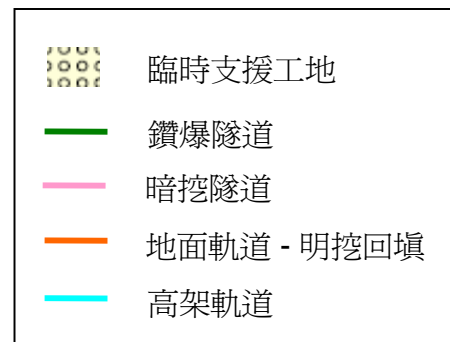 臨時支援工地
鑽爆隧道
暗挖隧道
地面軌道 - 明挖回塡
高架軌道